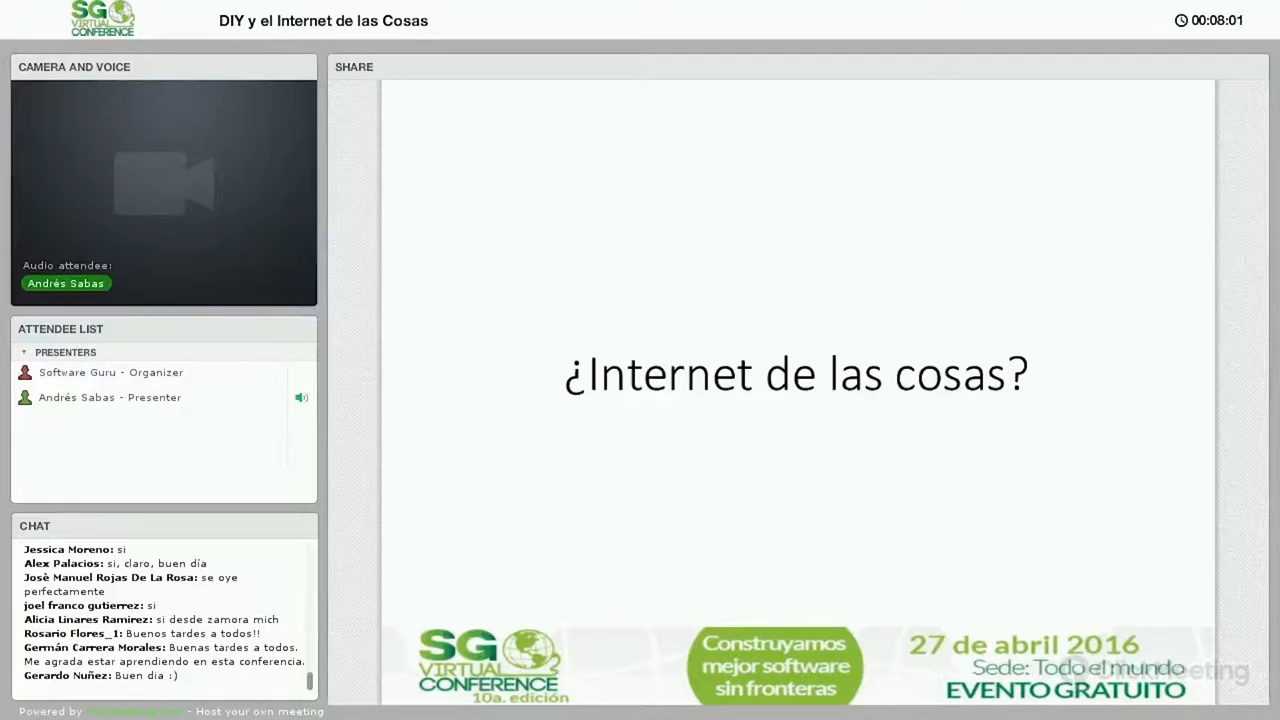 SG
VIRTUAL
CONFERENCE
DIY y el Internet de las Cosas
00:08:01
CAMERA AND VOICE
Audio attendee:
Andrés Sabas
ATTENDEE LIST
PRESENTERS
Software Guru - Organizer
Andrés Sabas - Presenter
CHAT
Jessica Moreno: si
Alex Palacios: si, claro, buen día
Josè Manuel Rojas De La Rosa: se oye
perfectamente
joel franco gutierrez: si
Alicia Linares Ramirez: si desde zamora mich
Rosario Flores_1: Buenos tardes a todos!!
Germán Carrera Morales: Buenas tardes a todos.
Me agrada estar aprendiendo en esta conferencia.
Gerardo Nuñez: Buen dia :)
Powered by ClickMeeting.com - Host your own meeting
SHARE
¿Internet de las cosas?
SG
VIRTUAL
CONFERENCE
10a. edición
Construyamos
mejor software
sin fronteras
27 de abril 2016
Sede: Todo el mundo
EVENTO GRATUITO
ClickMeeting